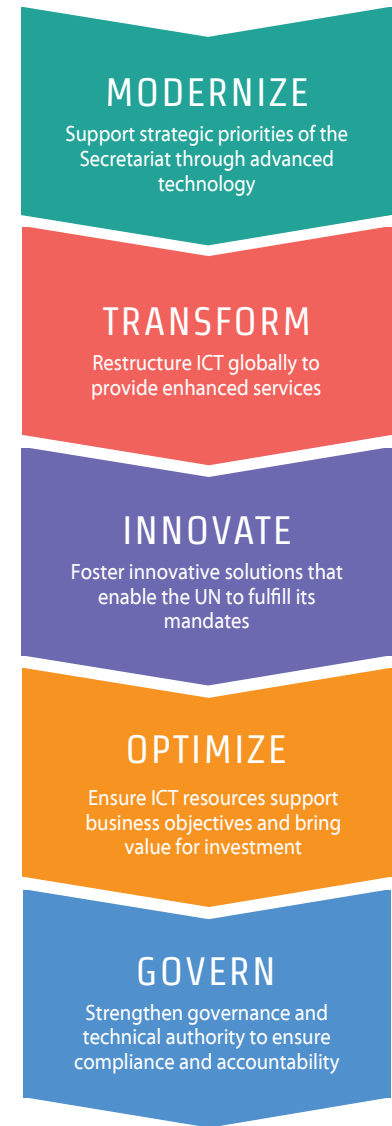 MODERNIZE
Support strategic priorities of the
Secretariat through advanced
technology
TRANSFORM
Restructure ICT globally to
provide enhanced services
INNOVATE
Foster innovative solutions that
enable the UN to fulfill its
mandates
OPTIMIZE
Ensure ICT resources support
business objectives and bring
value for investment
GOVERN
Strengthen governance and
technical authority to ensure
compliance and accountability